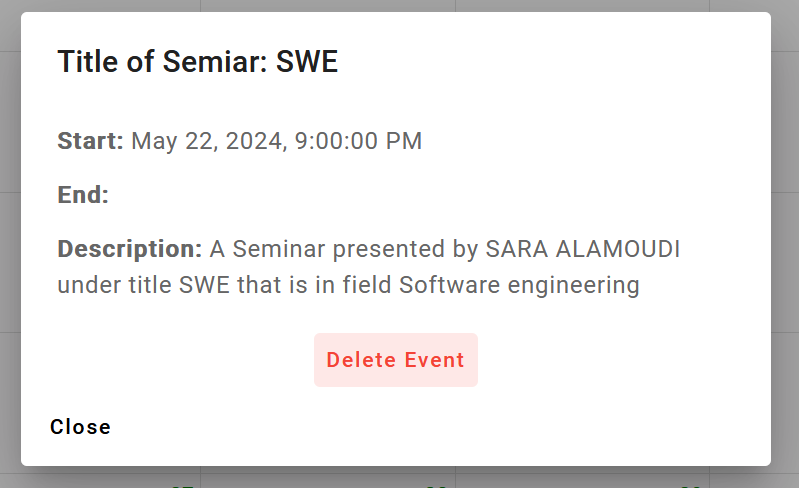 Title of Semiar: SWE
Start: May 22, 2024, 9:00:00 PM
End:
Description: A Seminar presented by SARA ALAMOUDI
under title SWE that is in field Software engineering
Delete Event
Close